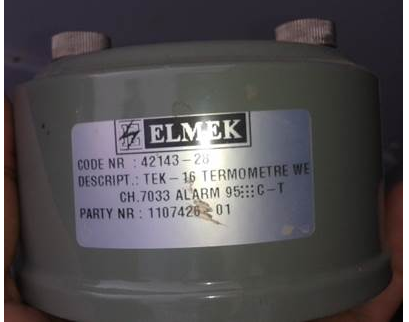 ELMEK
CODE NR : 42143-28
DESCRIPT.: TEK-16 TERMOMETRE WE
CH.7033 ALARM 95 C-T
PARTY NR : 1107426-01